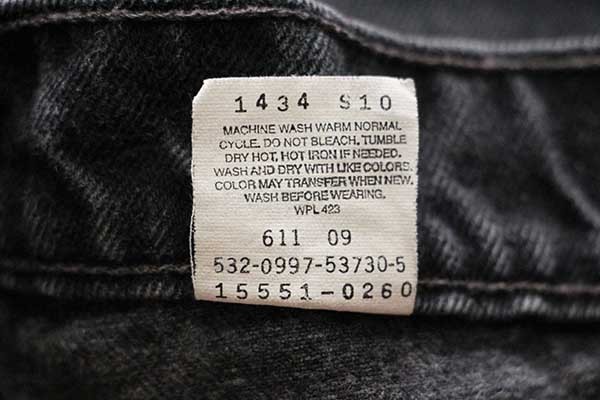 1434 S10
MACHINE WASH WARM NORMAL
CYCLE. DO NOT BLEACH. TUMBLE
DRY HOT, HOT IRON IF NEEDED.
WASH AND DRY WITH LIKE COLORS.
COLOR MAY TRANSFER WHEN NEW.
WASH BEFORE WEARING.
WPL 423
611 09
532-0997-53730-5
15551-0260